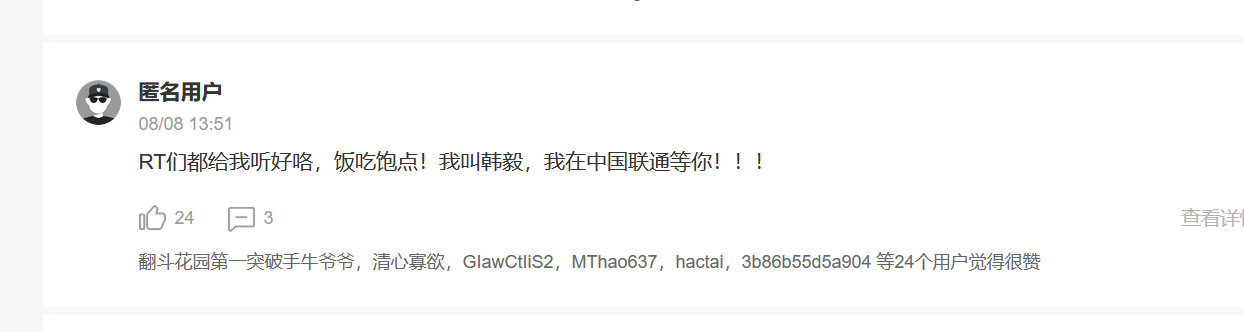 匿名用户
08/08 13:51
RT们都给我听好咯，饭吃饱点！我叫韩毅，我在中国联通等你！！！
24
3
查看详
翻斗花园第一突破手牛爷爷，清心寡欲，GIawCtIiS2，MThao637，hactai，3b86b55d5a904 等24个用户觉得很赞